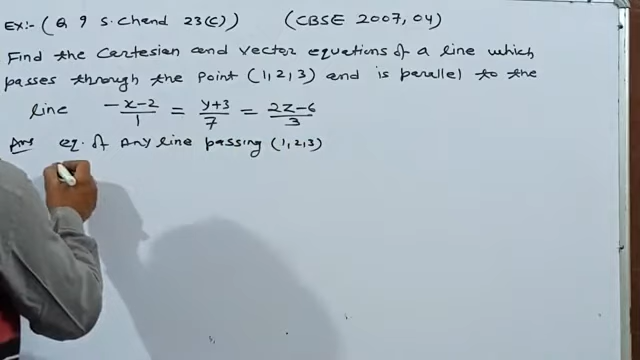 Ex:- ( Q 9 S. Chand 23(C) ) (CBSE 2007, 04)
Find the Cartesian and Vector equations of a line which
passes through the Point (1,2,3) and is parallel to the
line -x-2/1 = y+3/7 = 2z-6/3
Ans eq. of Any line passing (1,2,3)